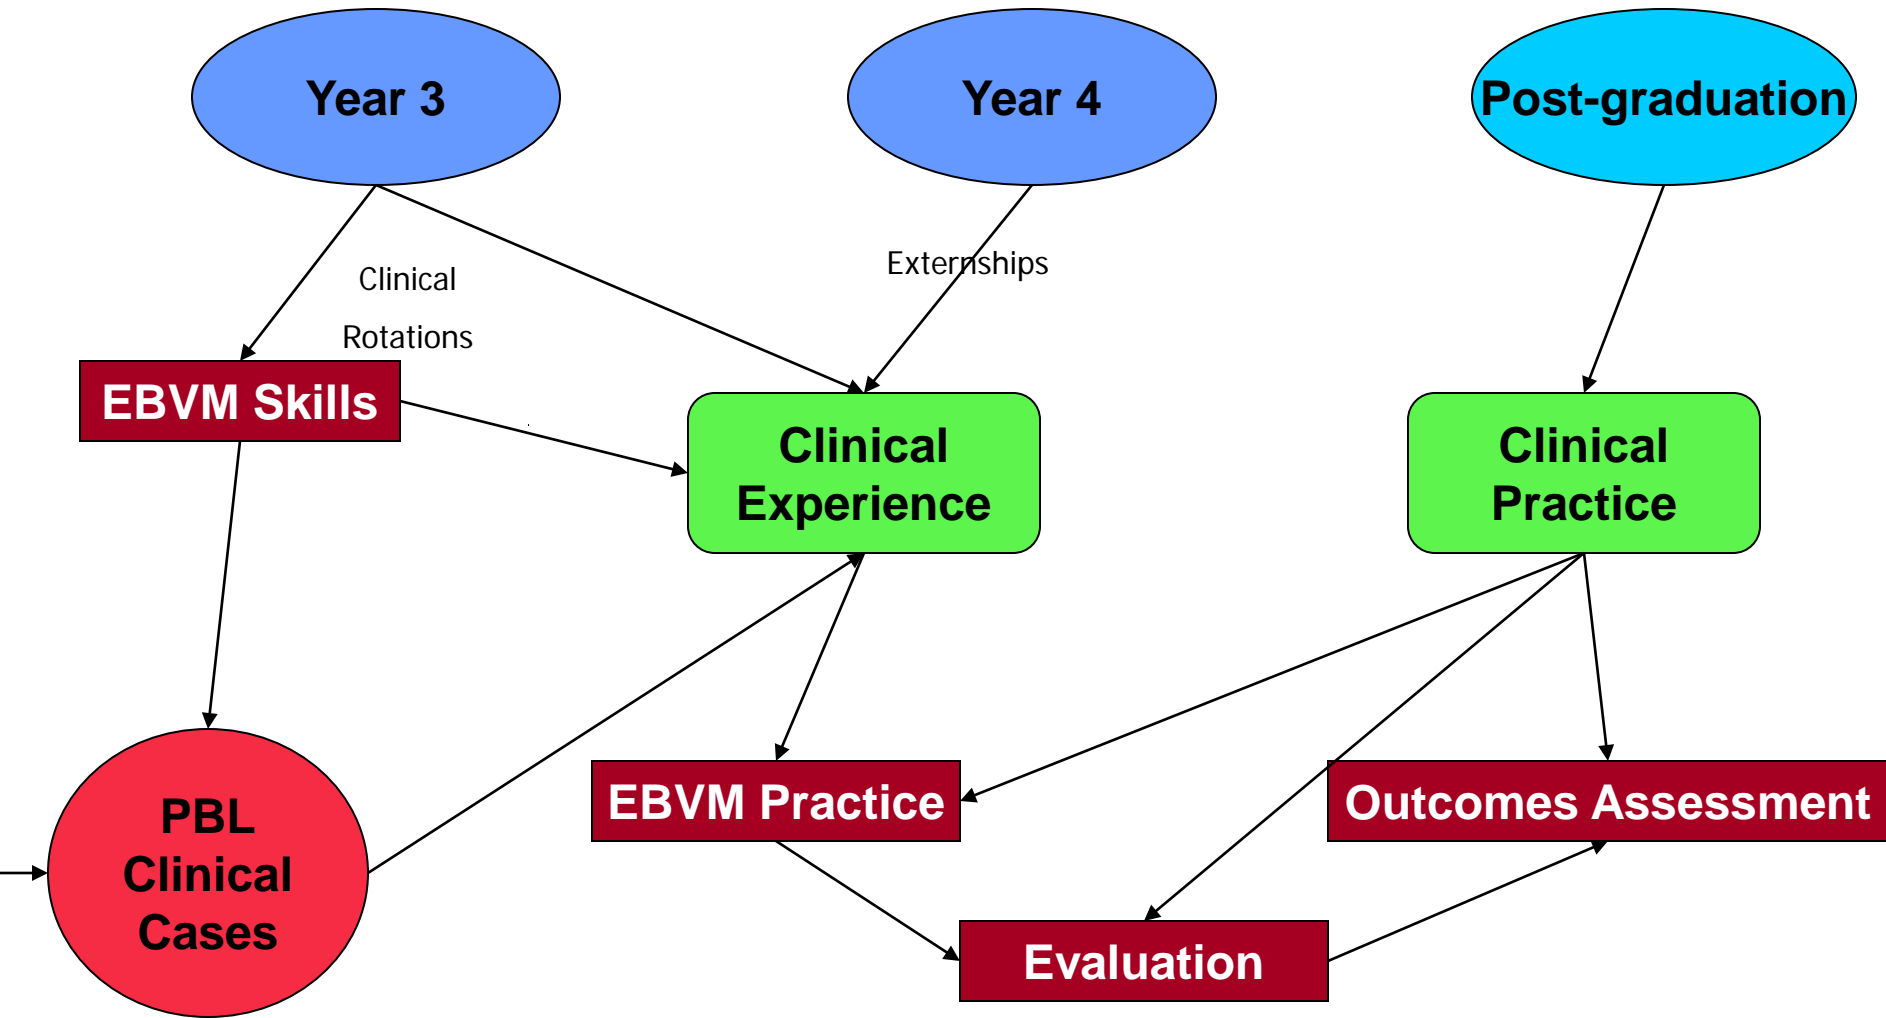 Year 3
Year 4
Post-graduation
Externships
Clinical
Rotations
EBVM Skills
Clinical
Experience
Clinical
Practice
EBVM Practice
Outcomes Assessment
PBL
Clinical
Cases
Evaluation